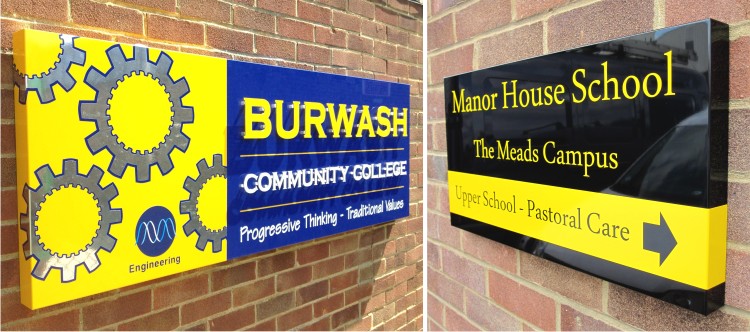 BURWASH
COMMUNITY COLLEGE
Progressive Thinking - Traditional Values
Engineering
Manor House School
The Meads Campus
Upper School - Pastoral Care